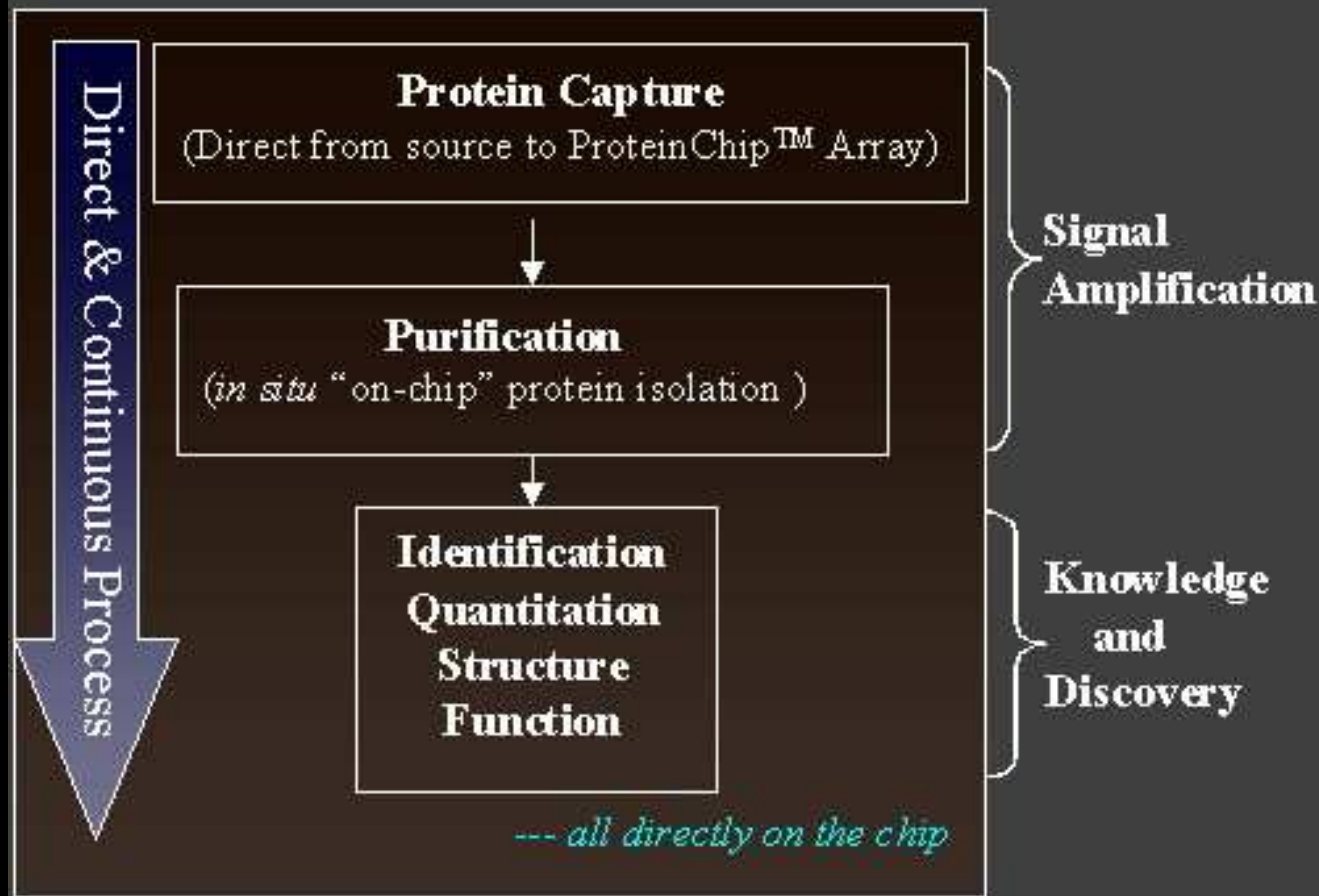 Direct & Continuous Process
Protein Capture
(Direct from source to ProteinChip™ Array)
Purification
(in situ “on-chip” protein isolation )
Identification
Quantitation
Structure
Function
--- all directly on the chip
Signal
Amplification
Knowledge
and
Discovery